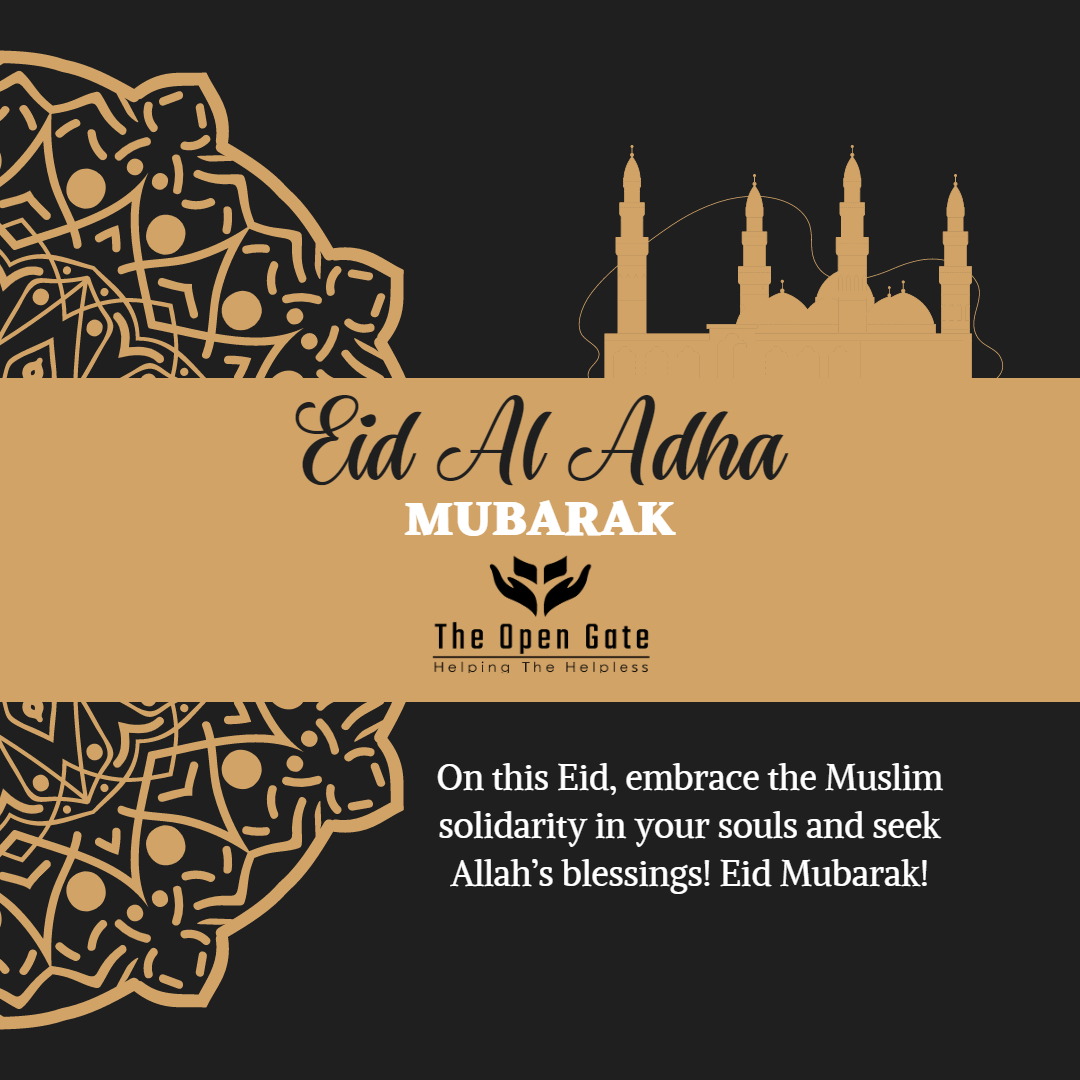 Eid Al Adha
MUBARAK
The Open Gate
Helping The Helpless
On this Eid, embrace the Muslim
solidarity in your souls and seek
Allah’s blessings! Eid Mubarak!